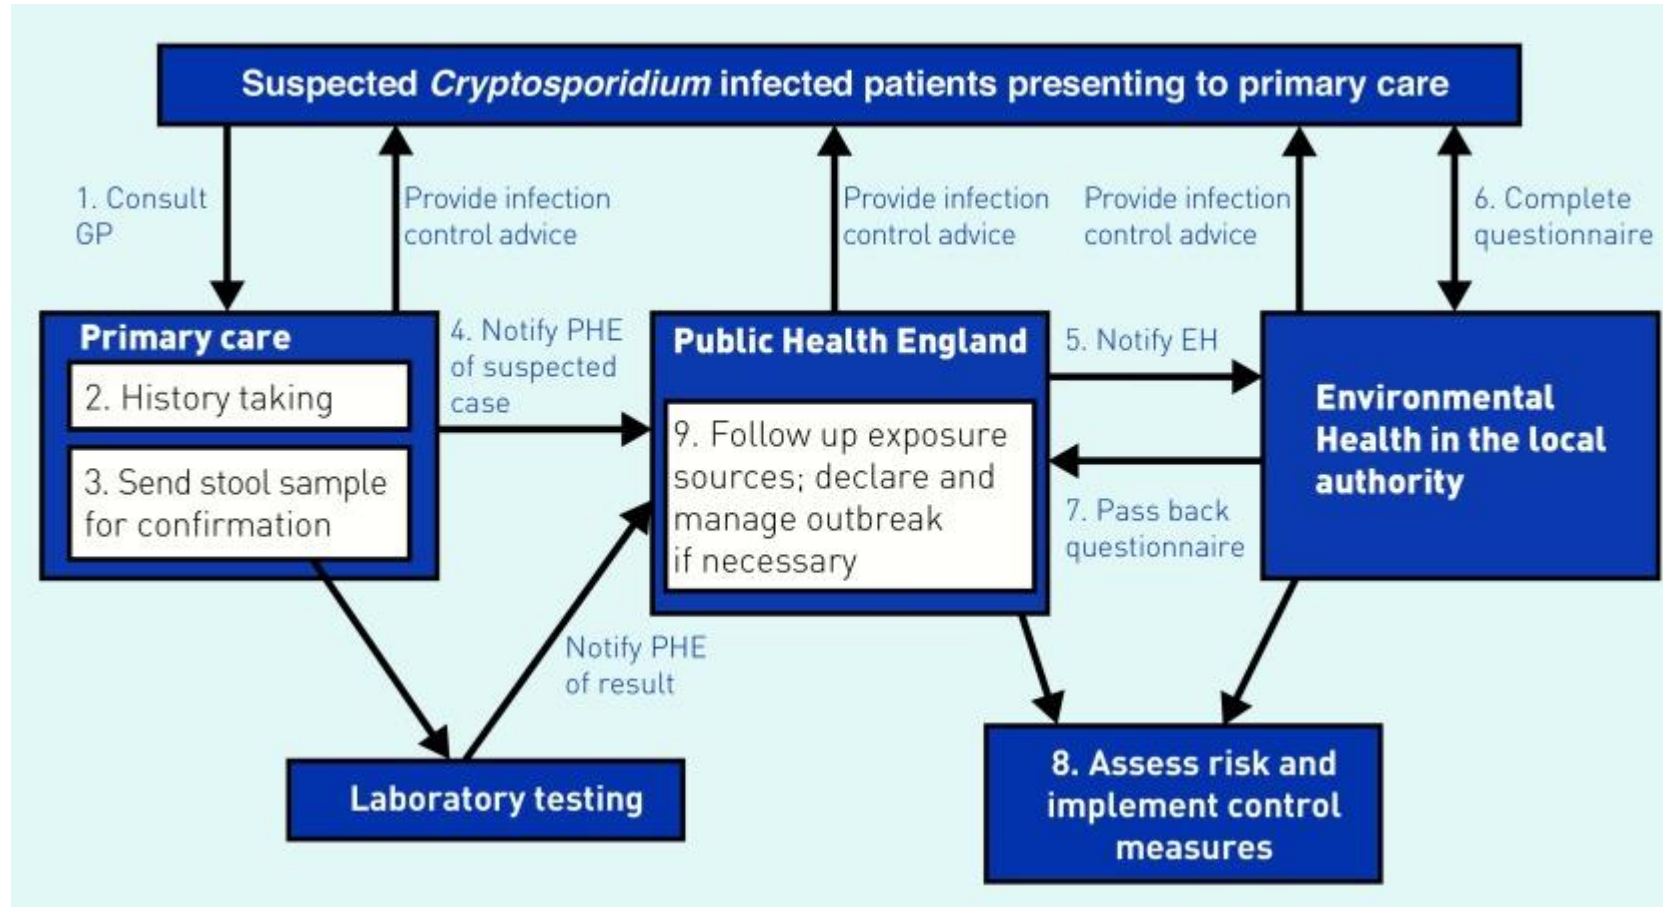 Suspected Cryptosporidium infected patients presenting to primary care
1. Consult
GP
Provide infection
control advice
Provide infection
control advice
Provide infection
control advice
6. Complete
questionnaire
Primary care
2. History taking
3. Send stool sample
for confirmation
4. Notify PHE
of suspected
case
Public Health England
9. Follow up exposure
sources; declare and
manage outbreak
if necessary
5. Notify EH
7. Pass back
questionnaire
Environmental
Health in the local
authority
Notify PHE
of result
Laboratory testing
8. Assess risk and
implement control
measures